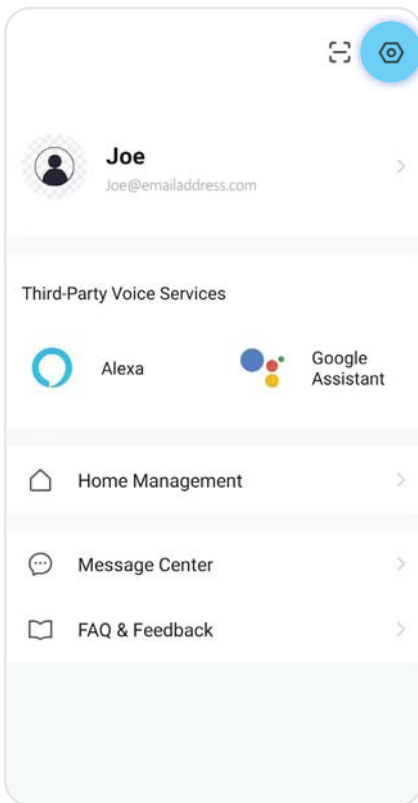 Joe
Joe@emailaddress.com
Third-Party Voice Services
Alexa
Google
Assistant
Home Management
Message Center
FAQ & Feedback